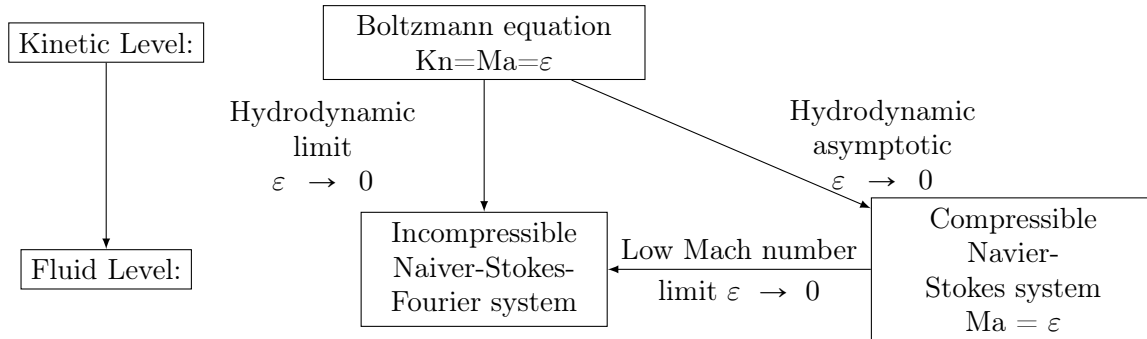 Kinetic Level:
Boltzmann equation
Kn=Ma=ε
Hydrodynamic
limit
ε → 0
Hydrodynamic
asymptotic
ε → 0
Fluid Level:
Incompressible
Naiver-Stokes-
Fourier system
Low Mach number
limit ε → 0
Compressible
Navier-
Stokes system
Ma = ε